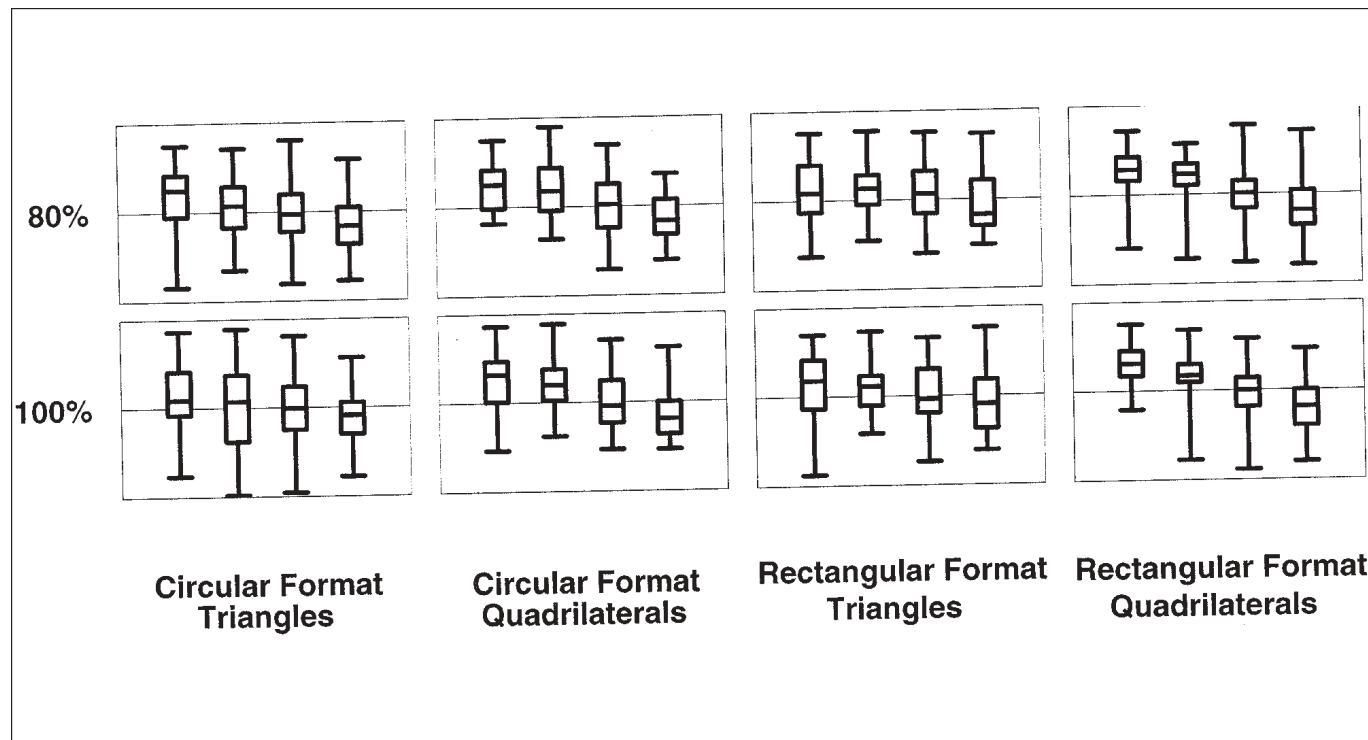 80%
100%
Circular Format
Triangles
Circular Format
Quadrilaterals
Rectangular Format
Triangles
Rectangular Format
Quadrilaterals